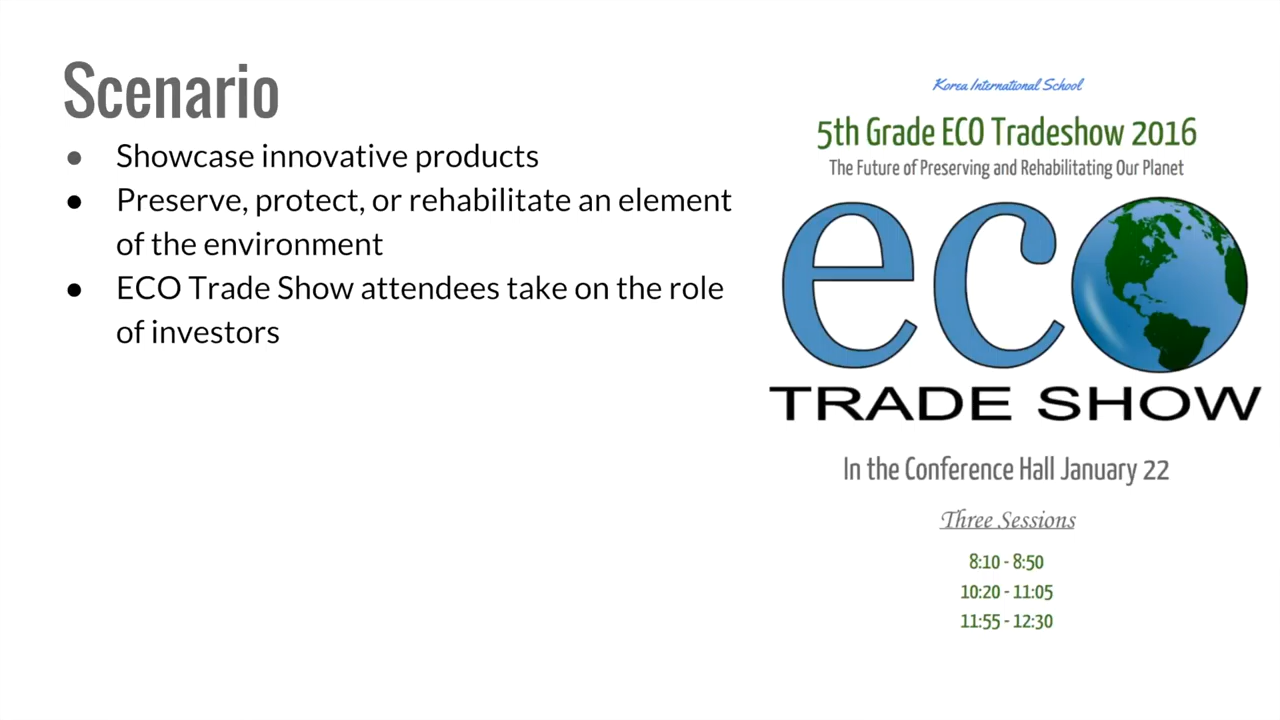 Scenario
● Showcase innovative products
● Preserve, protect, or rehabilitate an element
of the environment
● ECO Trade Show attendees take on the role
of investors
Korea International School
5th Grade ECO Tradeshow 2016
The Future of Preserving and Rehabilitating Our Planet
eco
TRADE SHOW
In the Conference Hall January 22
Three Sessions
8:10 - 8:50
10:20 - 11:05
11:55 - 12:30